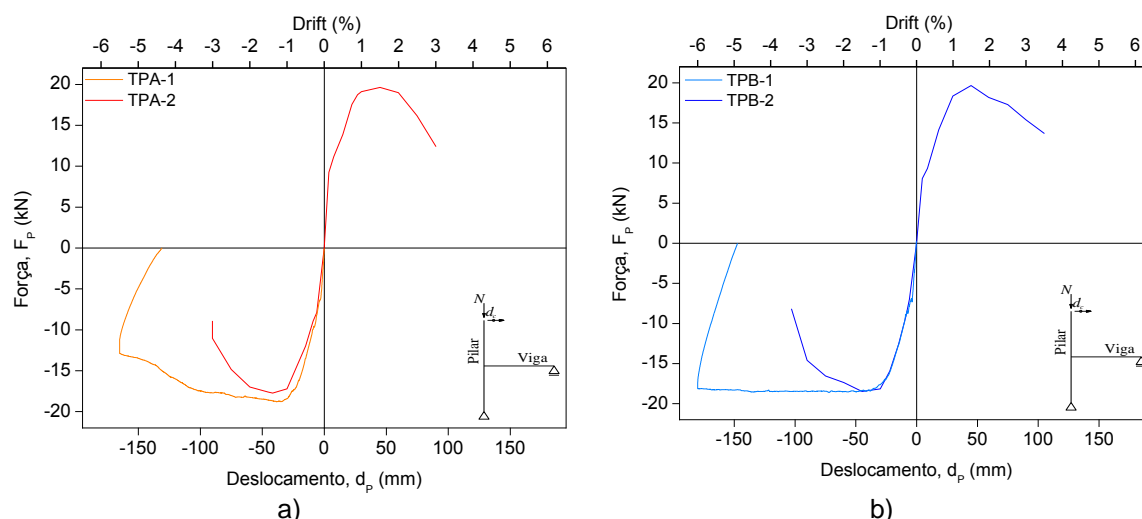 Drift (%)
-6 -5 -4 -3 -2 -1 0 1 2 3 4 5 6
TPA-1
TPA-2
20
15
10
5
0
-5
-10
-15
-20
Força, F_P (kN)
N
d_c
Pilar
Viga
-150 -100 -50 0 50 100 150
Deslocamento, d_P (mm)
a)
Drift (%)
-6 -5 -4 -3 -2 -1 0 1 2 3 4 5 6
TPB-1
TPB-2
20
15
10
5
0
-5
-10
-15
-20
Força, F_P (kN)
N
d_c
Pilar
Viga
-150 -100 -50 0 50 100 150
Deslocamento, d_P (mm)
b)